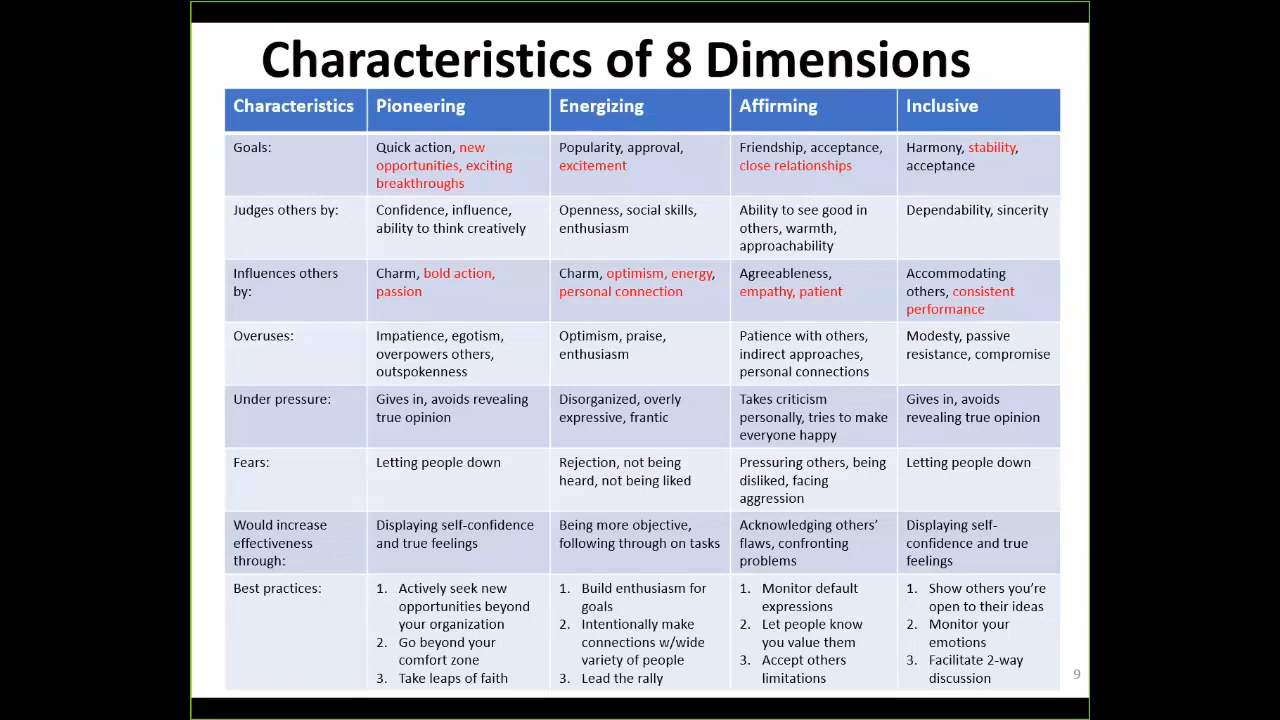 Characteristics of 8 Dimensions
Characteristics
Pioneering
Energizing
Affirming
Inclusive
Goals:
Quick action, new
opportunities, exciting
breakthroughs
Popularity, approval,
excitement
Friendship, acceptance,
close relationships
Harmony, stability,
acceptance
Judges others by:
Confidence, influence,
ability to think creatively
Openness, social skills,
enthusiasm
Ability to see good in
others, warmth,
approachability
Dependability, sincerity
Influences others
by:
Charm, bold action,
passion
Charm, optimism, energy,
personal connection
Agreeableness,
empathy, patient
Accommodating
others, consistent
performance
Overuses:
Impatience, egotism,
overpowers others,
outspokenness
Optimism, praise,
enthusiasm
Patience with others,
indirect approaches,
personal connections
Modesty, passive
resistance, compromise
Under pressure:
Gives in, avoids revealing
true opinion
Disorganized, overly
expressive, frantic
Takes criticism
personally, tries to make
everyone happy
Gives in, avoids
revealing true opinion
Fears:
Letting people down
Rejection, not being
heard, not being liked
Pressuring others, being
disliked, facing
aggression
Letting people down
Would increase
effectiveness
through:
Displaying self-confidence
and true feelings
Being more objective,
following through on tasks
Acknowledging others’
flaws, confronting
problems
Displaying self-
confidence and true
feelings
Best practices:
1. Actively seek new
opportunities beyond
your organization
2. Go beyond your
comfort zone
3. Take leaps of faith
1. Build enthusiasm for
goals
2. Intentionally make
connections w/wide
variety of people
3. Lead the rally
1. Monitor default
expressions
2. Let people know
you value them
3. Accept others
limitations
1. Show others you’re
open to their ideas
2. Monitor your
emotions
3. Facilitate 2-way
discussion
9